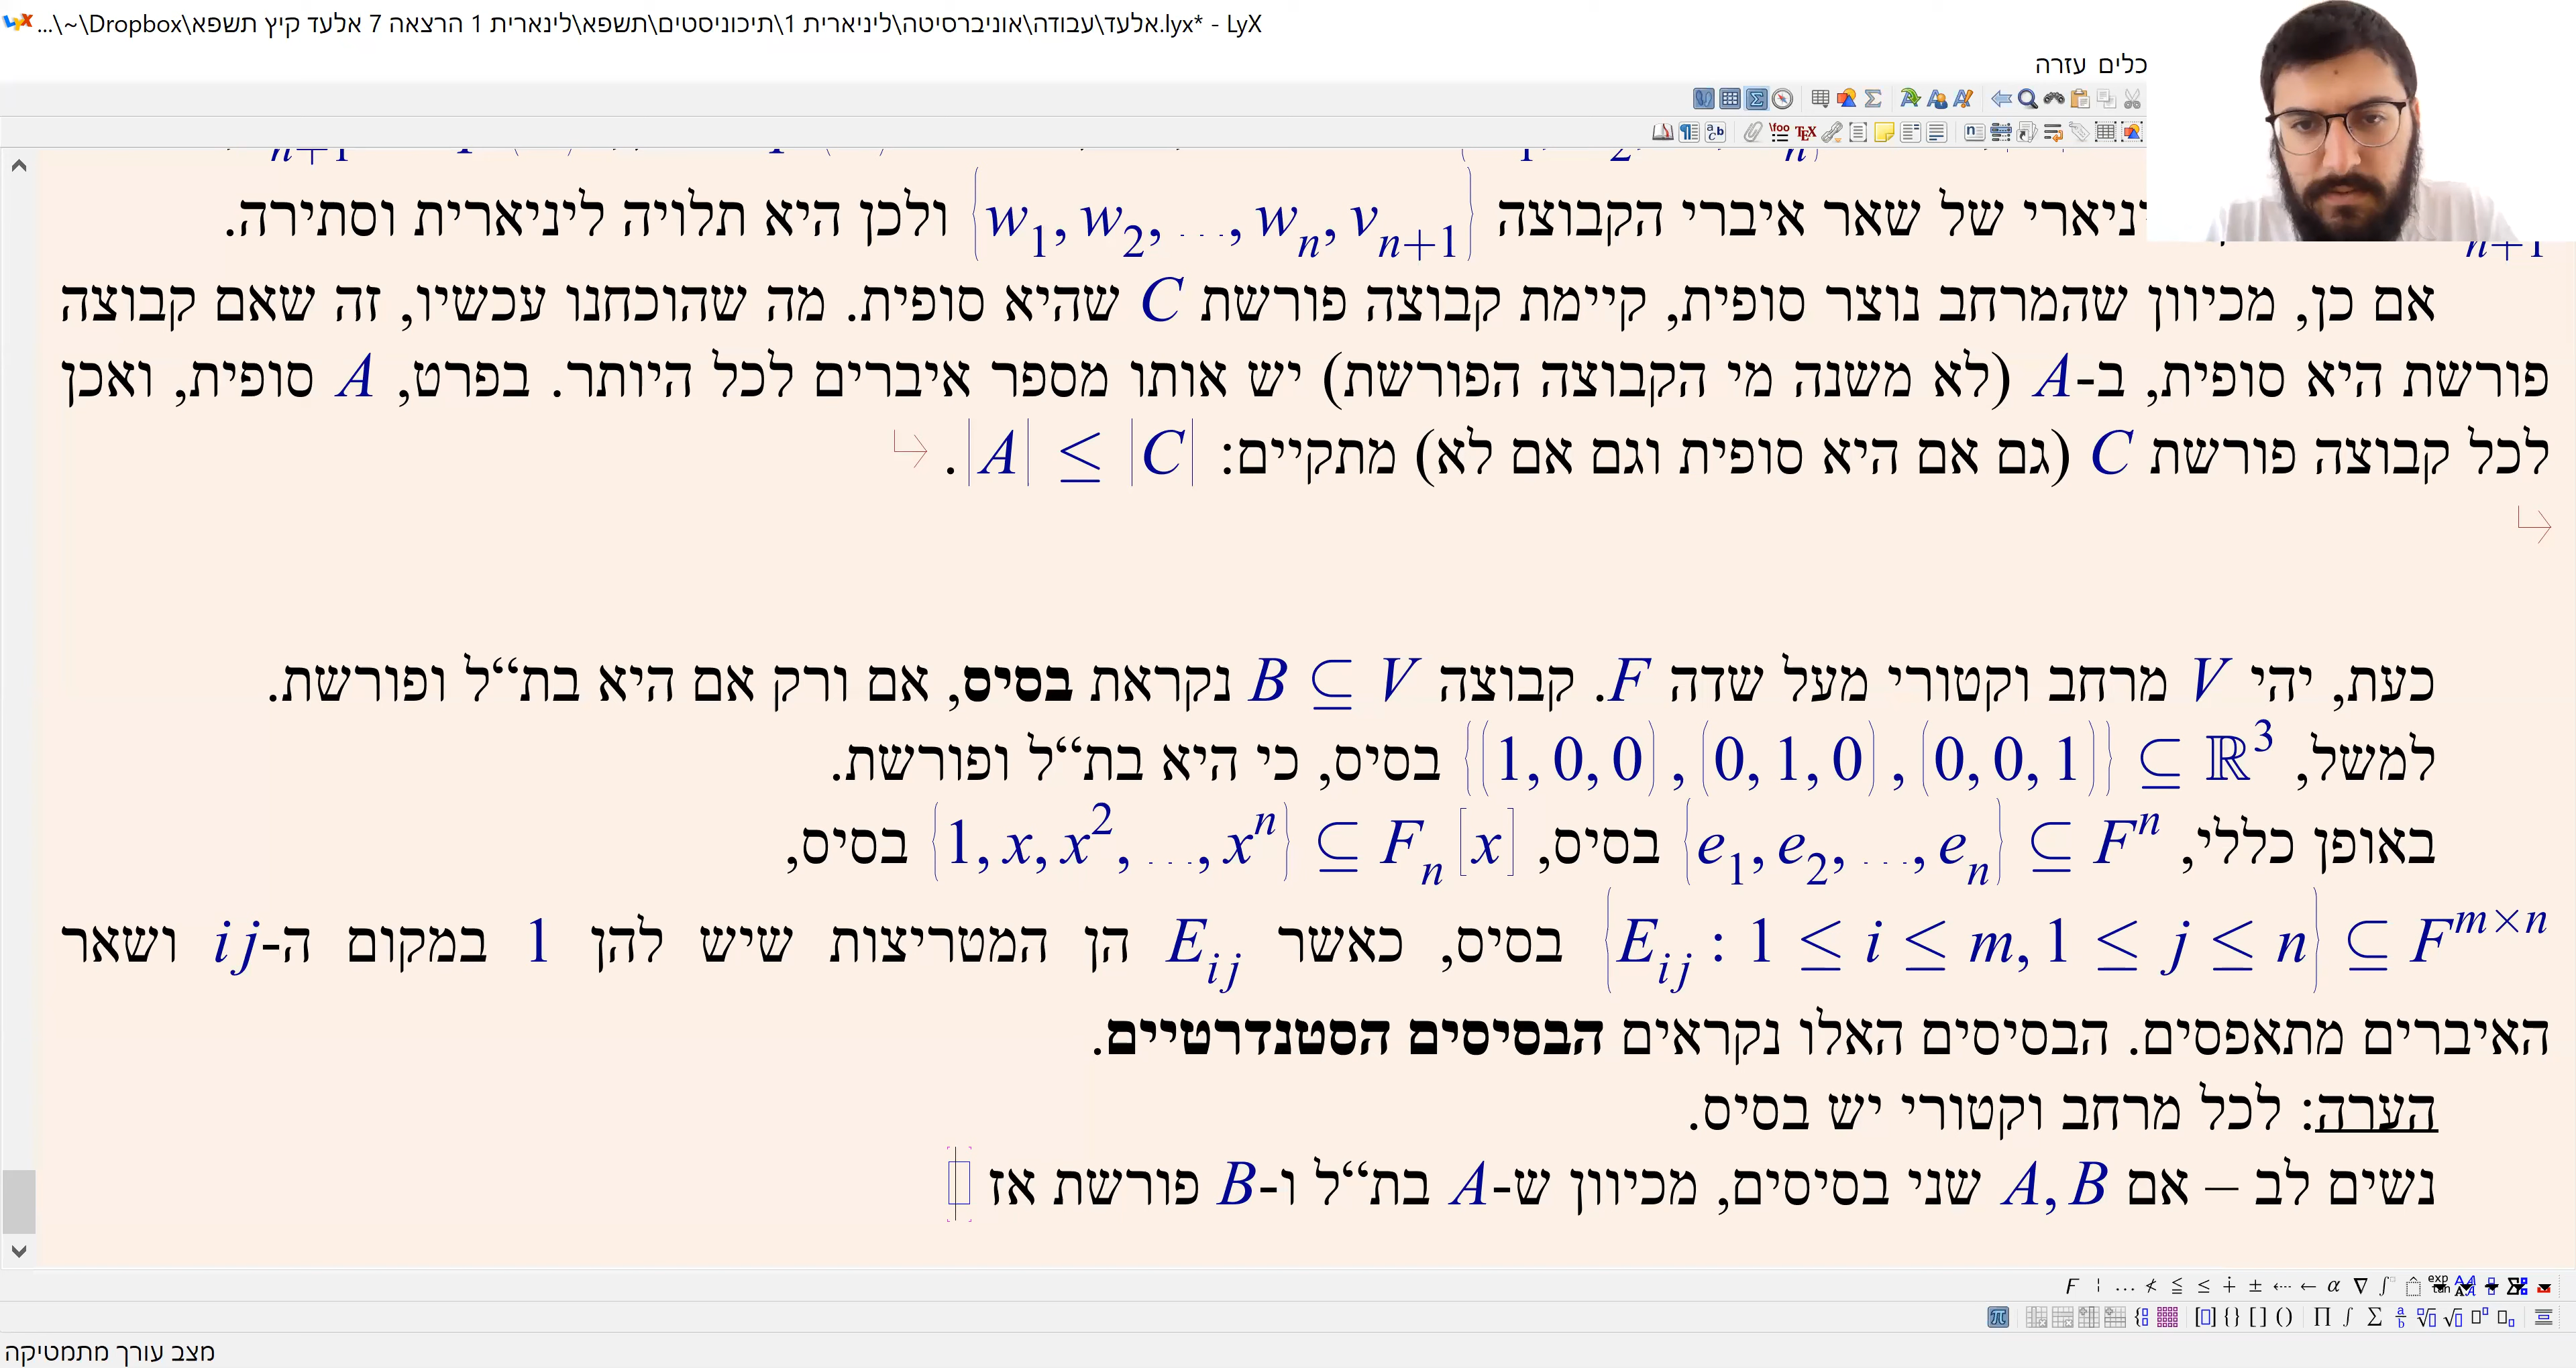 ...\~\Dropbox\אלעד\עבודה\אוניברסיטה\ליניארית 1\תיכוניסטים\תשפא\לינארית 1 הרצאה 7 אלעד קיץ תשפא.lyx* - LyX
כלים עזרה
ניארי של שאר איברי הקבוצה {w_1, w_2, …, w_n, v_{n+1}} ולכן היא תלויה ליניארית וסתירה.
אם כן, מכיוון שהמרחב נוצר סופית, קיימת קבוצה פורשת C שהיא סופית. מה שהוכחנו עכשיו, זה שאם קבוצה
פורשת היא סופית, ב-A (לא משנה מי הקבוצה הפורשת) יש אותו מספר איברים לכל היותר. בפרט, A סופית, ואכן
לכל קבוצה פורשת C (גם אם היא סופית וגם אם לא) מתקיים: |A| ≤ |C|.
כעת, יהי V מרחב וקטורי מעל שדה F. קבוצה B ⊆ V נקראת בסיס, אם ורק אם היא בת“ל ופורשת.
למשל, {(1,0,0),(0,1,0),(0,0,1)} ⊆ ℝ^3 בסיס, כי היא בת“ל ופורשת.
באופן כללי, {e_1, e_2, …, e_n} ⊆ F^n בסיס, {1, x, x^2, …, x^n} ⊆ F_n[x] בסיס,
{E_{ij} : 1 ≤ i ≤ m, 1 ≤ j ≤ n} ⊆ F^{m×n} בסיס, כאשר E_{ij} הן המטריצות שיש להן 1 במקום ה-ij ושאר
האיברים מתאפסים. הבסיסים האלו נקראים הבסיסים הסטנדרטיים.
הערה: לכל מרחב וקטורי יש בסיס.
נשים לב – אם A, B שני בסיסים, מכיוון ש-A בת“ל ו-B פורשת אז
מצב עורך מתמטיקה